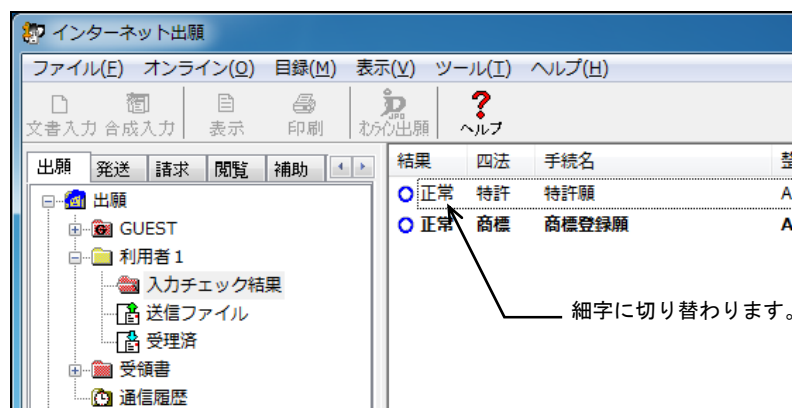 インターネット出願
ファイル(F) オンライン(O) 目録(M) 表示(V) ツール(T) ヘルプ(H)
文書入力 合成入力 表示 印刷 オンライン出願 ヘルプ
出願 発送 請求 閲覧 補助
結果 四法 手続名 整
正常 特許 特許願 A
正常 商標 商標登録願 A
出願
GUEST
利用者1
入力チェック結果
送信ファイル
受理済
受領書
通信履歴
細字に切り替わります。